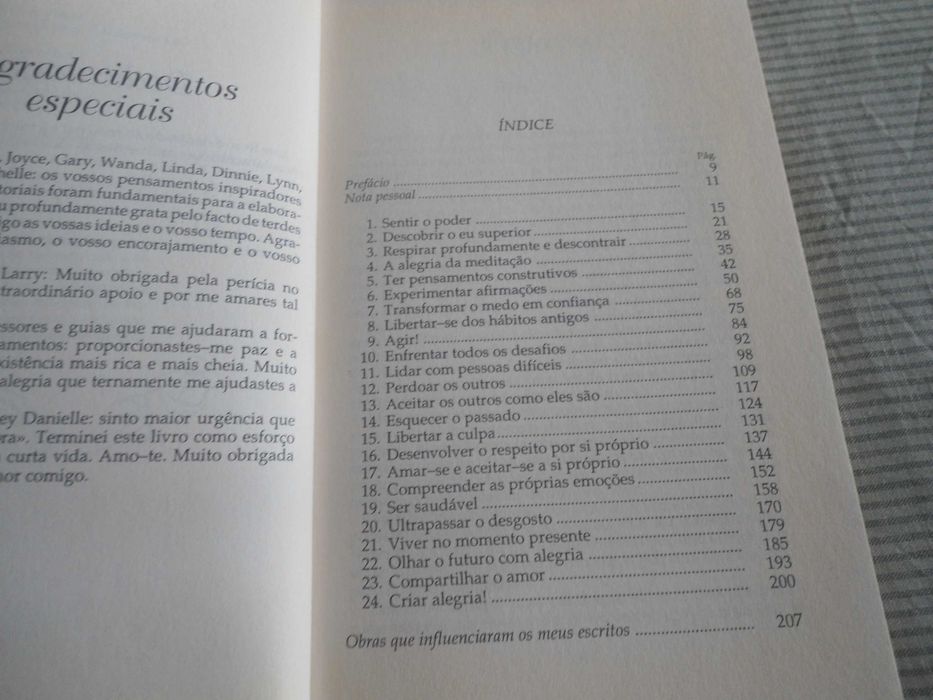 gradecimentos
especiais
Joyce, Gary, Wanda, Linda, Dinnie, Lynn,
helle: os vossos pensamentos inspiradores
toriais foram fundamentais para a elabora-
u profundamente grata pelo facto de terdes
igo as vossas ideias e o vosso tempo. Agra-
iasmo, o vosso encorajamento e o vosso
Larry: Muito obrigada pela perícia no
traordinário apoio e por me amares tal
ssores e guias que me ajudaram a for-
amentos: proporcionastes-me paz e a
xistência mais rica e mais cheia. Muito
alegria que ternamente me ajudastes a
ey Danielle: sinto maior urgência que
ora». Terminei este livro como esforço
curta vida. Amo-te. Muito obrigada
nor comigo.
ÍNDICE
Pág.
Prefácio 9
Nota pessoal 11
1. Sentir o poder 15
2. Descobrir o eu superior 21
3. Respirar profundamente e descontrair 28
4. A alegria da meditação 35
5. Ter pensamentos construtivos 42
6. Experimentar afirmações 50
7. Transformar o medo em confiança 68
8. Libertar-se dos hábitos antigos 75
9. Agir! 84
10. Enfrentar todos os desafios 92
11. Lidar com pessoas difíceis 98
12. Perdoar os outros 109
13. Aceitar os outros como eles são 117
14. Esquecer o passado 124
15. Libertar a culpa 131
16. Desenvolver o respeito por si próprio 137
17. Amar-se e aceitar-se a si próprio 144
18. Compreender as próprias emoções 152
19. Ser saudável 158
20. Ultrapassar o desgosto 170
21. Viver no momento presente 179
22. Olhar o futuro com alegria 185
23. Compartilhar o amor 193
24. Criar alegria! 200
Obras que influenciaram os meus escritos 207